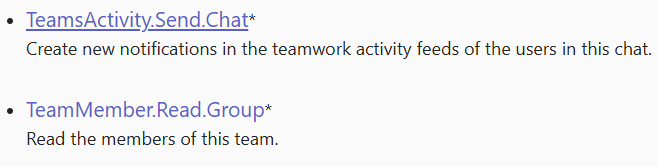 TeamsActivity.Send.Chat*
Create new notifications in the teamwork activity feeds of the users in this chat.
TeamMember.Read.Group*
Read the members of this team.